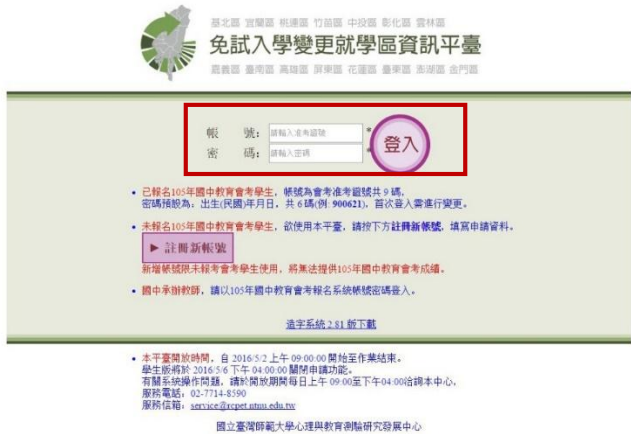 基北區 宜蘭區 桃連區 竹苗區 中投區 彰化區 雲林區
免試入學變更就學區資訊平臺
嘉義區 臺南區 高雄區 屏東區 花蓮區 臺東區 澎湖區 金門區
帳 號: 請輸入准考證號 *
密 碼: 請輸入密碼 *
登入
• 已報名105年國中教育會考學生，帳號為會考准考證號共 9 碼，
密碼預設為：出生(民國)年月日，共 6 碼(例: 900621)，首次登入需進行變更。
• 未報名105年國中教育會考學生，欲使用本平臺，請按下方註冊新帳號，填寫申請資料。
▶ 註冊新帳號
新增帳號限未報考會考學生使用，將無法提供105年國中教育會考成績。
• 國中承辦教師，請以105年國中教育會考報名系統帳號密碼登入。
造字系統 2.81 版下載
• 本平臺開放時間，自 2016/5/2 上午 09:00:00 開始至作業結束。
學生版將於 2016/5/6 下午 04:00:00 關閉申請功能。
有關系統操作問題，請於開放期間每日上午 09:00至下午04:00洽詢本中心，
服務電話：02-7714-8590
服務信箱：service@rcpet.ntnu.edu.tw
國立臺灣師範大學心理與教育測驗研究發展中心